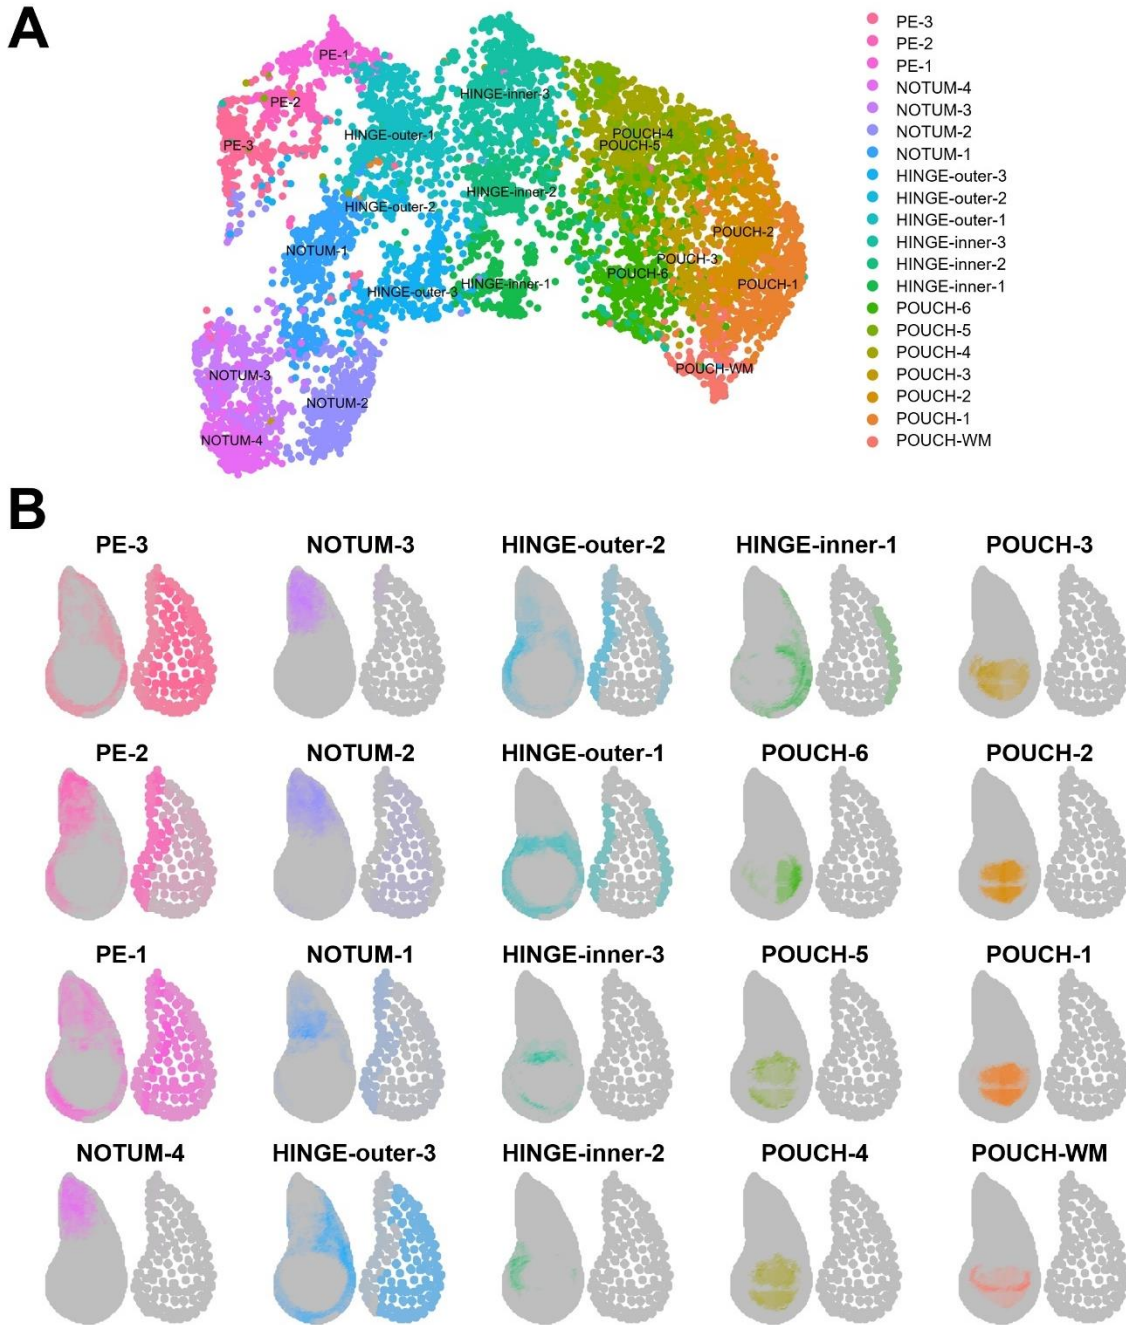 A
PE-1
PE-2
PE-3
HINGE-inner-3
HINGE-outer-1
POUCH-4
POUCH-5
HINGE-inner-2
HINGE-outer-2
POUCH-2
NOTUM-1
POUCH-3
POUCH-6
HINGE-outer-3
HINGE-inner-1
POUCH-1
POUCH-WM
NOTUM-3
NOTUM-2
NOTUM-4
PE-3
PE-2
PE-1
NOTUM-4
NOTUM-3
NOTUM-2
NOTUM-1
HINGE-outer-3
HINGE-outer-2
HINGE-outer-1
HINGE-inner-3
HINGE-inner-2
HINGE-inner-1
POUCH-6
POUCH-5
POUCH-4
POUCH-3
POUCH-2
POUCH-1
POUCH-WM
B
PE-3 NOTUM-3 HINGE-outer-2 HINGE-inner-1 POUCH-3
PE-2 NOTUM-2 HINGE-outer-1 POUCH-6 POUCH-2
PE-1 NOTUM-1 HINGE-inner-3 POUCH-5 POUCH-1
NOTUM-4 HINGE-outer-3 HINGE-inner-2 POUCH-4 POUCH-WM